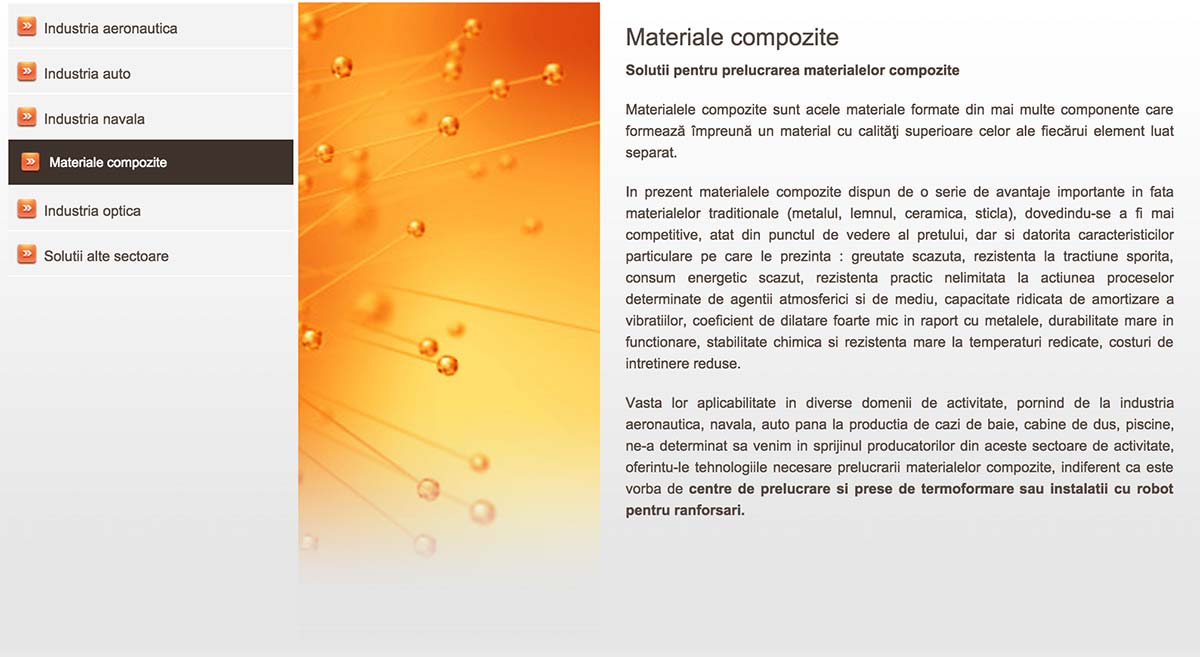 Industria aeronautica
Industria auto
Industria navala
Materiale compozite
Industria optica
Solutii alte sectoare
Materiale compozite
Solutii pentru prelucrarea materialelor compozite
Materialele compozite sunt acele materiale formate din mai multe componente care
formează împreună un material cu calităţi superioare celor ale fiecărui element luat
separat.
In prezent materialele compozite dispun de o serie de avantaje importante in fata
materialelor traditionale (metalul, lemnul, ceramica, sticla), dovedindu-se a fi mai
competitive, atat din punctul de vedere al pretului, dar si datorita caracteristicilor
particulare pe care le prezinta : greutate scazuta, rezistenta la tractiune sporita,
consum energetic scazut, rezistenta practic nelimitata la actiunea proceselor
determinate de agentii atmosferici si de mediu, capacitate ridicata de amortizare a
vibratiilor, coeficient de dilatare foarte mic in raport cu metalele, durabilitate mare in
functionare, stabilitate chimica si rezistenta mare la temperaturi redicate, costuri de
intretinere reduse.
Vasta lor aplicabilitate in diverse domenii de activitate, pornind de la industria
aeronautica, navala, auto pana la productia de cazi de baie, cabine de dus, piscine,
ne-a determinat sa venim in sprijinul producatorilor din aceste sectoare de activitate,
oferintu-le tehnologiile necesare prelucrarii materialelor compozite, indiferent ca este
vorba de centre de prelucrare si prese de termoformare sau instalatii cu robot
pentru ranforsari.